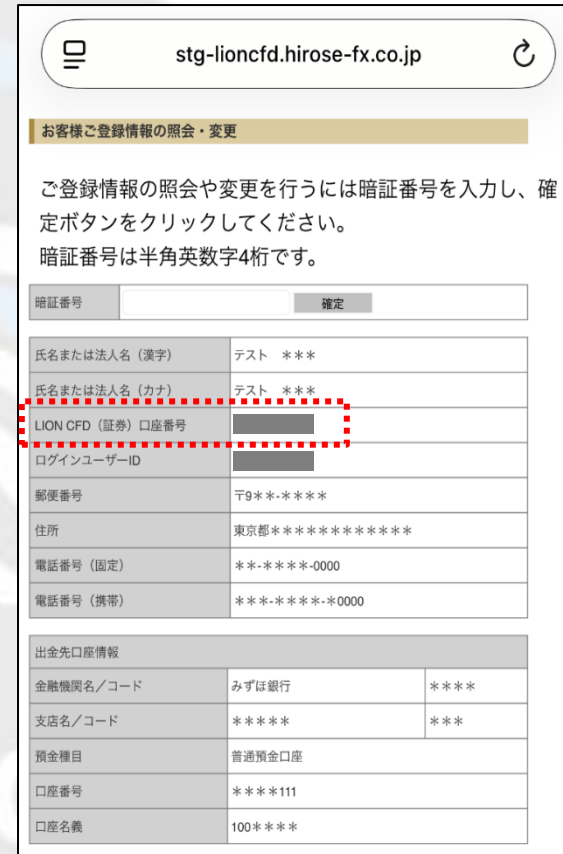 stg-lioncfd.hirose-fx.co.jp
お客様ご登録情報の照会・変更
ご登録情報の照会や変更を行うには暗証番号を入力し、確
定ボタンをクリックしてください。
暗証番号は半角英数字4桁です。
暗証番号 確定
氏名または法人名（漢字） テスト ＊＊＊
氏名または法人名（カナ） テスト ＊＊＊
LION CFD（証券）口座番号
ログインユーザーID
郵便番号 〒9＊＊-＊＊＊＊
住所 東京都＊＊＊＊＊＊＊＊＊＊＊＊
電話番号（固定） ＊＊-＊＊＊＊-0000
電話番号（携帯） ＊＊＊-＊＊＊＊-＊0000
出金先口座情報
金融機関名／コード みずほ銀行 ＊＊＊＊
支店名／コード ＊＊＊＊＊ ＊＊＊
預金種目 普通預金口座
口座番号 ＊＊＊＊111
口座名義 100＊＊＊＊